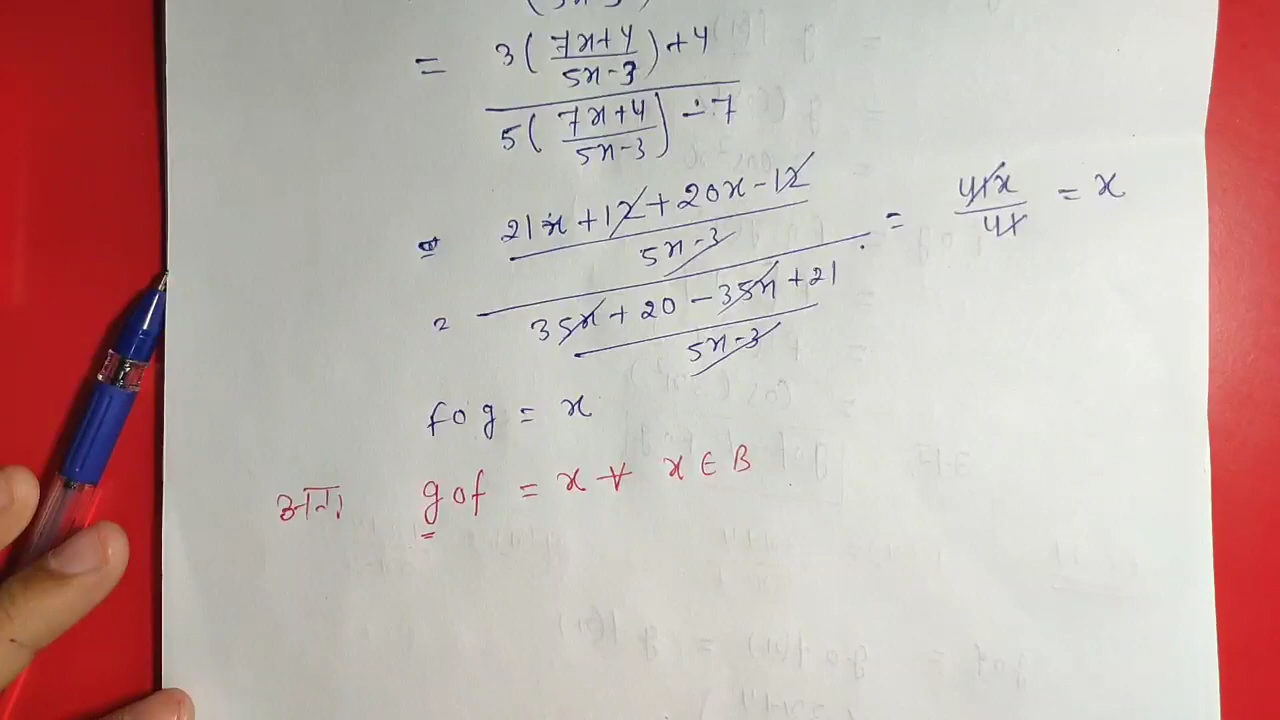 = 3(7x+4/5x-3)+4 / 5(7x+4/5x-3)-7
= 21x+12+20x-12 / 5x-3 / 35x+20-35x+21 / 5x-3 = 41x/41 = x
fog = x
अतः gof = x ∀ x ∈ B